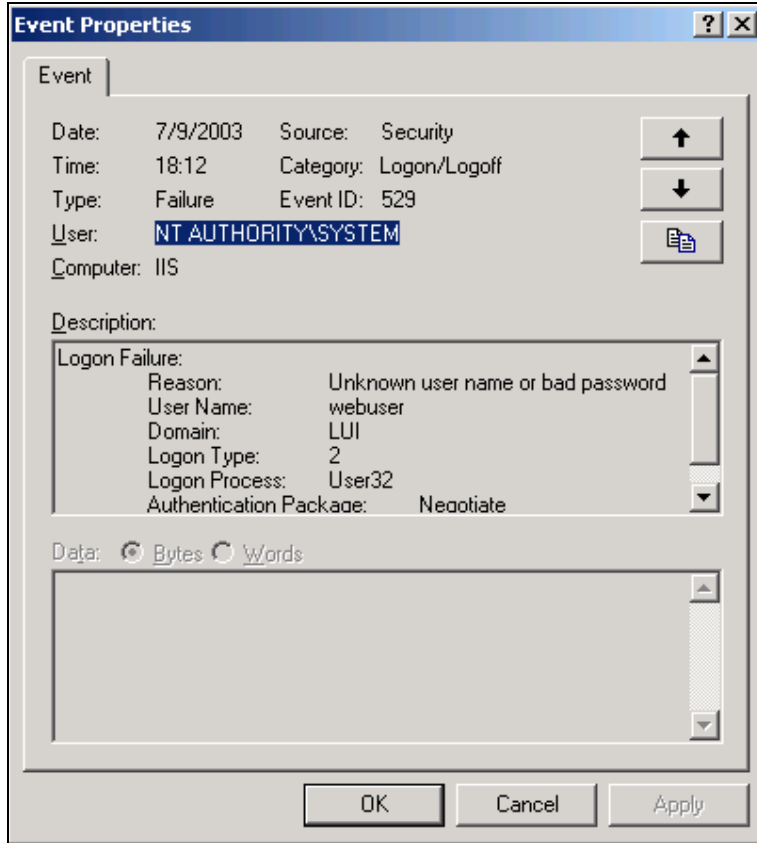 Event Properties
Event
Date: 7/9/2003 Source: Security
Time: 18:12 Category: Logon/Logoff
Type: Failure Event ID: 529
User: NT AUTHORITY\SYSTEM
Computer: IIS
Description:
Logon Failure:
Reason: Unknown user name or bad password
User Name: webuser
Domain: LUI
Logon Type: 2
Logon Process: User32
Authentication Package: Negotiate
Data: Bytes Words
OK Cancel Apply